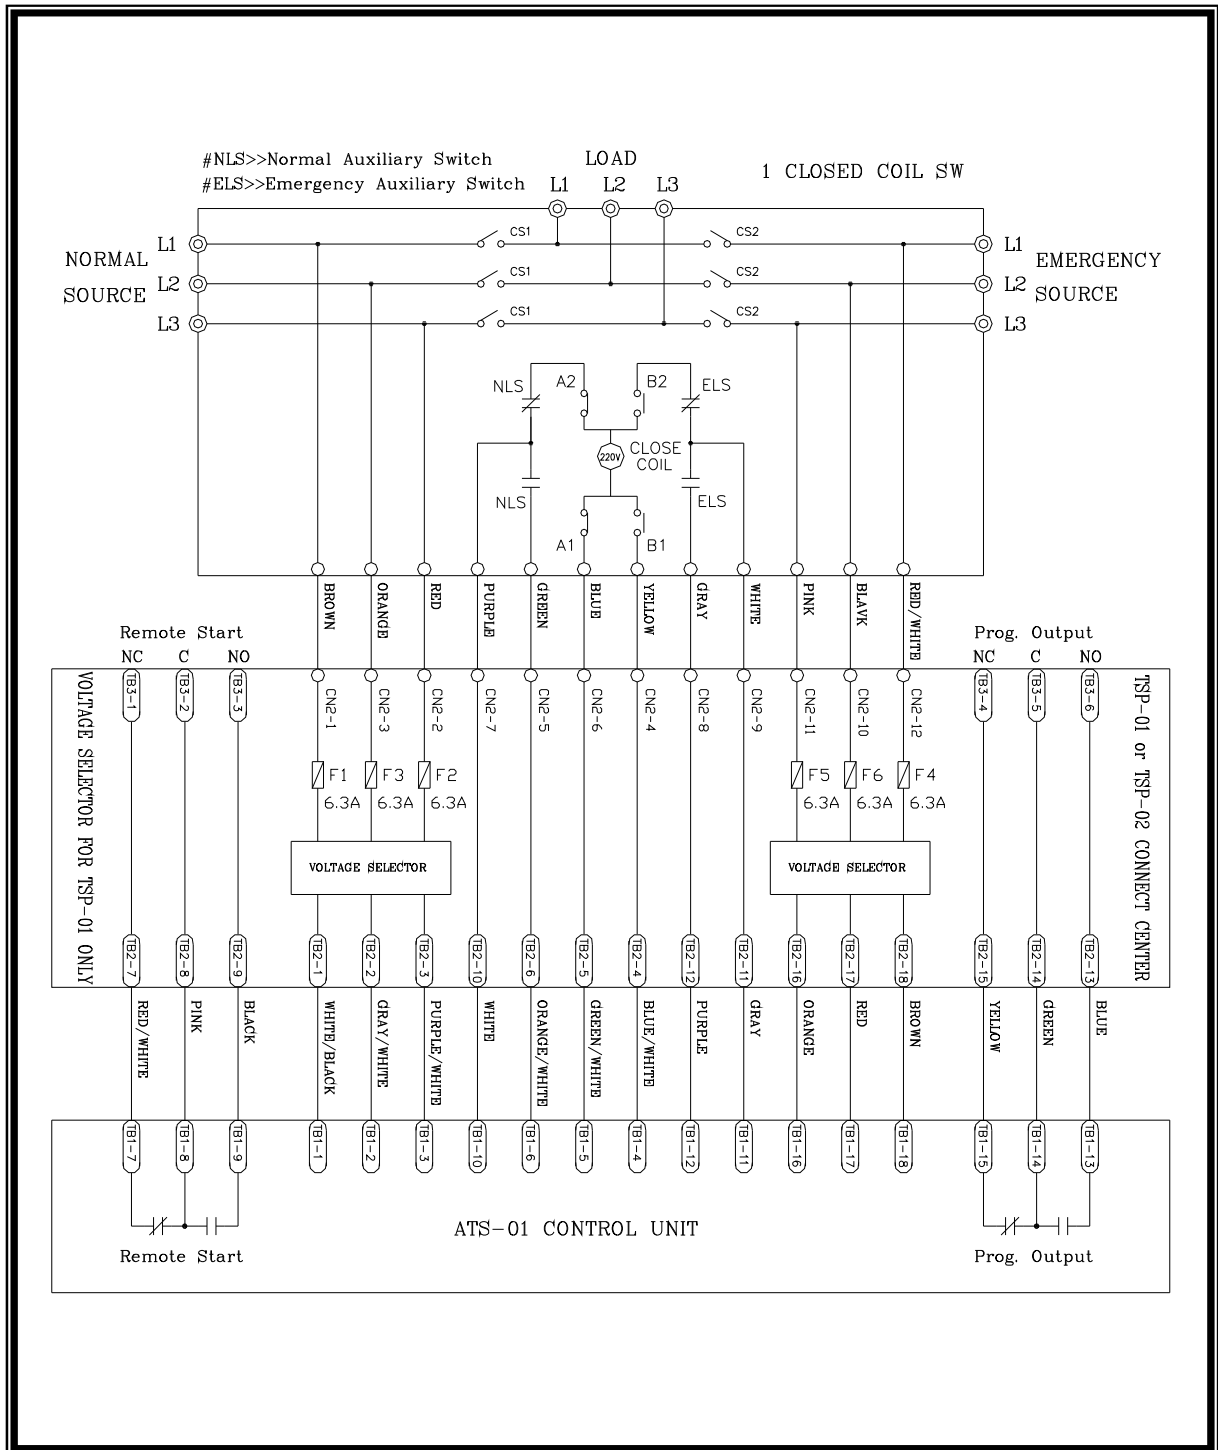 #NLS>>Normal Auxiliary Switch
LOAD
1 CLOSED COIL SW
#ELS>>Emergency Auxiliary Switch
L1 L2 L3
L1 CS1 CS2 L1
NORMAL
SOURCE
EMERGENCY
SOURCE
L2 CS1 CS2 L2
L3 CS1 CS2 L3
NLS A2 B2 ELS
220V
CLOSE
COIL
NLS ELS
A1 B1
BROWN ORANGE RED PURPLE GREEN BLUE YELLOW GRAY WHITE PINK BLAVK RED/WHITE
Remote Start
NC C NO
Prog. Output
NC C NO
VOLTAGE SELECTOR FOR TSP-01 ONLY
TB3-1 TB3-2 TB3-3
CN2-1 CN2-3 CN2-2 CN2-7 CN2-5 CN2-6 CN2-4 CN2-8 CN2-9 CN2-11 CN2-10 CN2-12
TB3-4 TB3-5 TB3-6
TSP-01 or TSP-02 CONNECT CENTER
F1 F3 F2 F5 F6 F4
6.3A 6.3A 6.3A 6.3A 6.3A 6.3A
VOLTAGE SELECTOR
VOLTAGE SELECTOR
TB2-7 TB2-8 TB2-9 TB2-1 TB2-2 TB2-3 TB2-10 TB2-6 TB2-5 TB2-4 TB2-12 TB2-11 TB2-16 TB2-17 TB2-18 TB2-15 TB2-14 TB2-13
RED/WHITE PINK BLACK WHITE/BLACK GRAY/WHITE PURPLE/WHITE WHITE ORANGE/WHITE GREEN/WHITE BLUE/WHITE PURPLE GRAY ORANGE RED BROWN YELLOW GREEN BLUE
TB1-7 TB1-8 TB1-9 TB1-1 TB1-2 TB1-3 TB1-10 TB1-6 TB1-5 TB1-4 TB1-12 TB1-11 TB1-16 TB1-17 TB1-18 TB1-15 TB1-14 TB1-13
ATS-01 CONTROL UNIT
Remote Start
Prog. Output